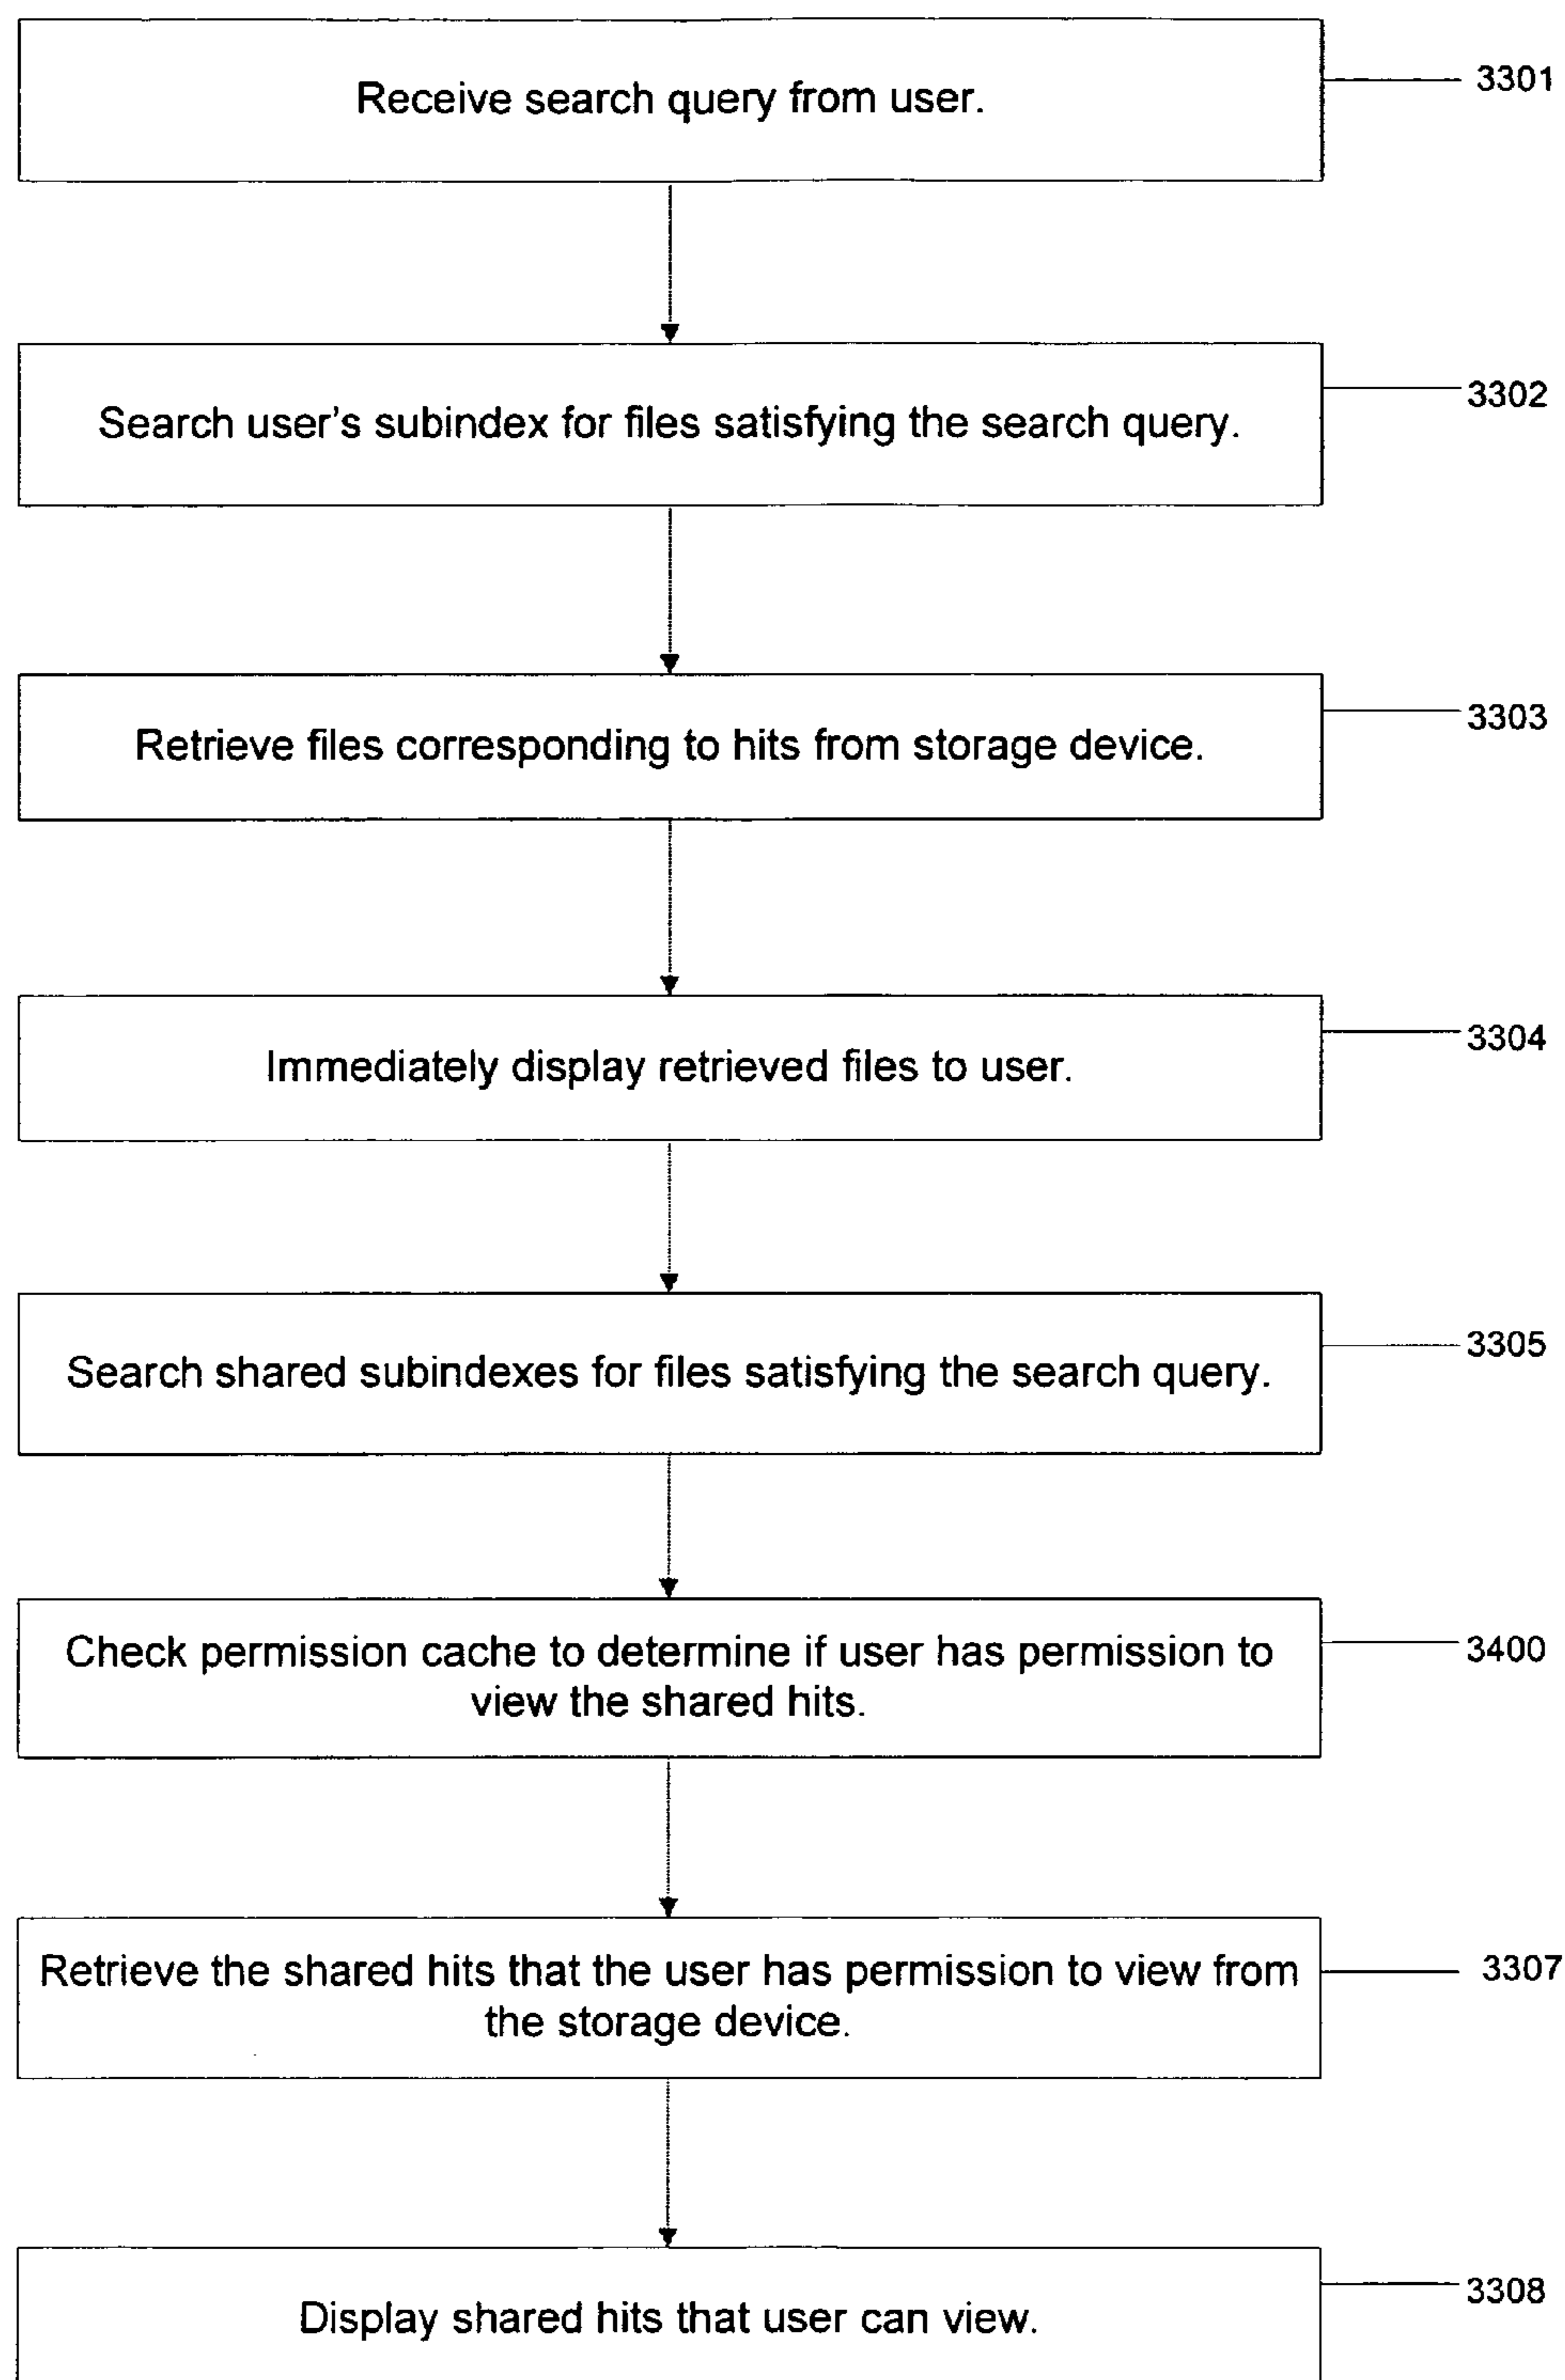 Receive search query from user.
3301
Search user's subindex for files satisfying the search query.
3302
Retrieve files corresponding to hits from storage device.
3303
Immediately display retrieved files to user.
3304
Search shared subindexes for files satisfying the search query.
3305
Check permission cache to determine if user has permission to
view the shared hits.
3400
Retrieve the shared hits that the user has permission to view from
the storage device.
3307
Display shared hits that user can view.
3308